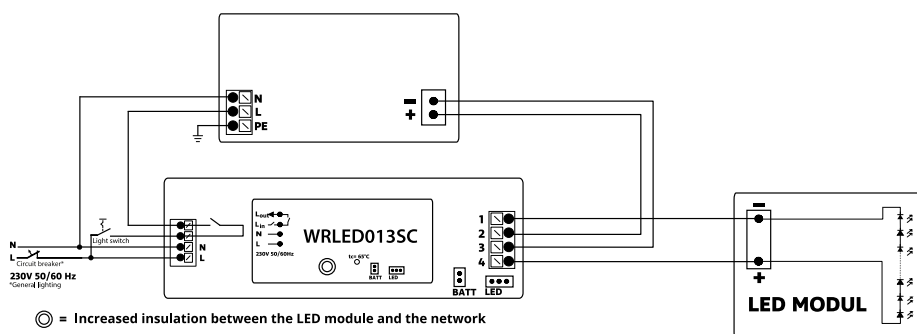 N
L
PE
−
+
Lout
Lin
N
L
230V 50/60Hz
WRLED013SC
tc= 65°C
BATT
LED
1
2
3
4
BATT
LED
Light switch
N
L
N
L
Circuit breaker*
230V 50/60 Hz
*General lighting
−
+
LED MODUL
= Increased insulation between the LED module and the network